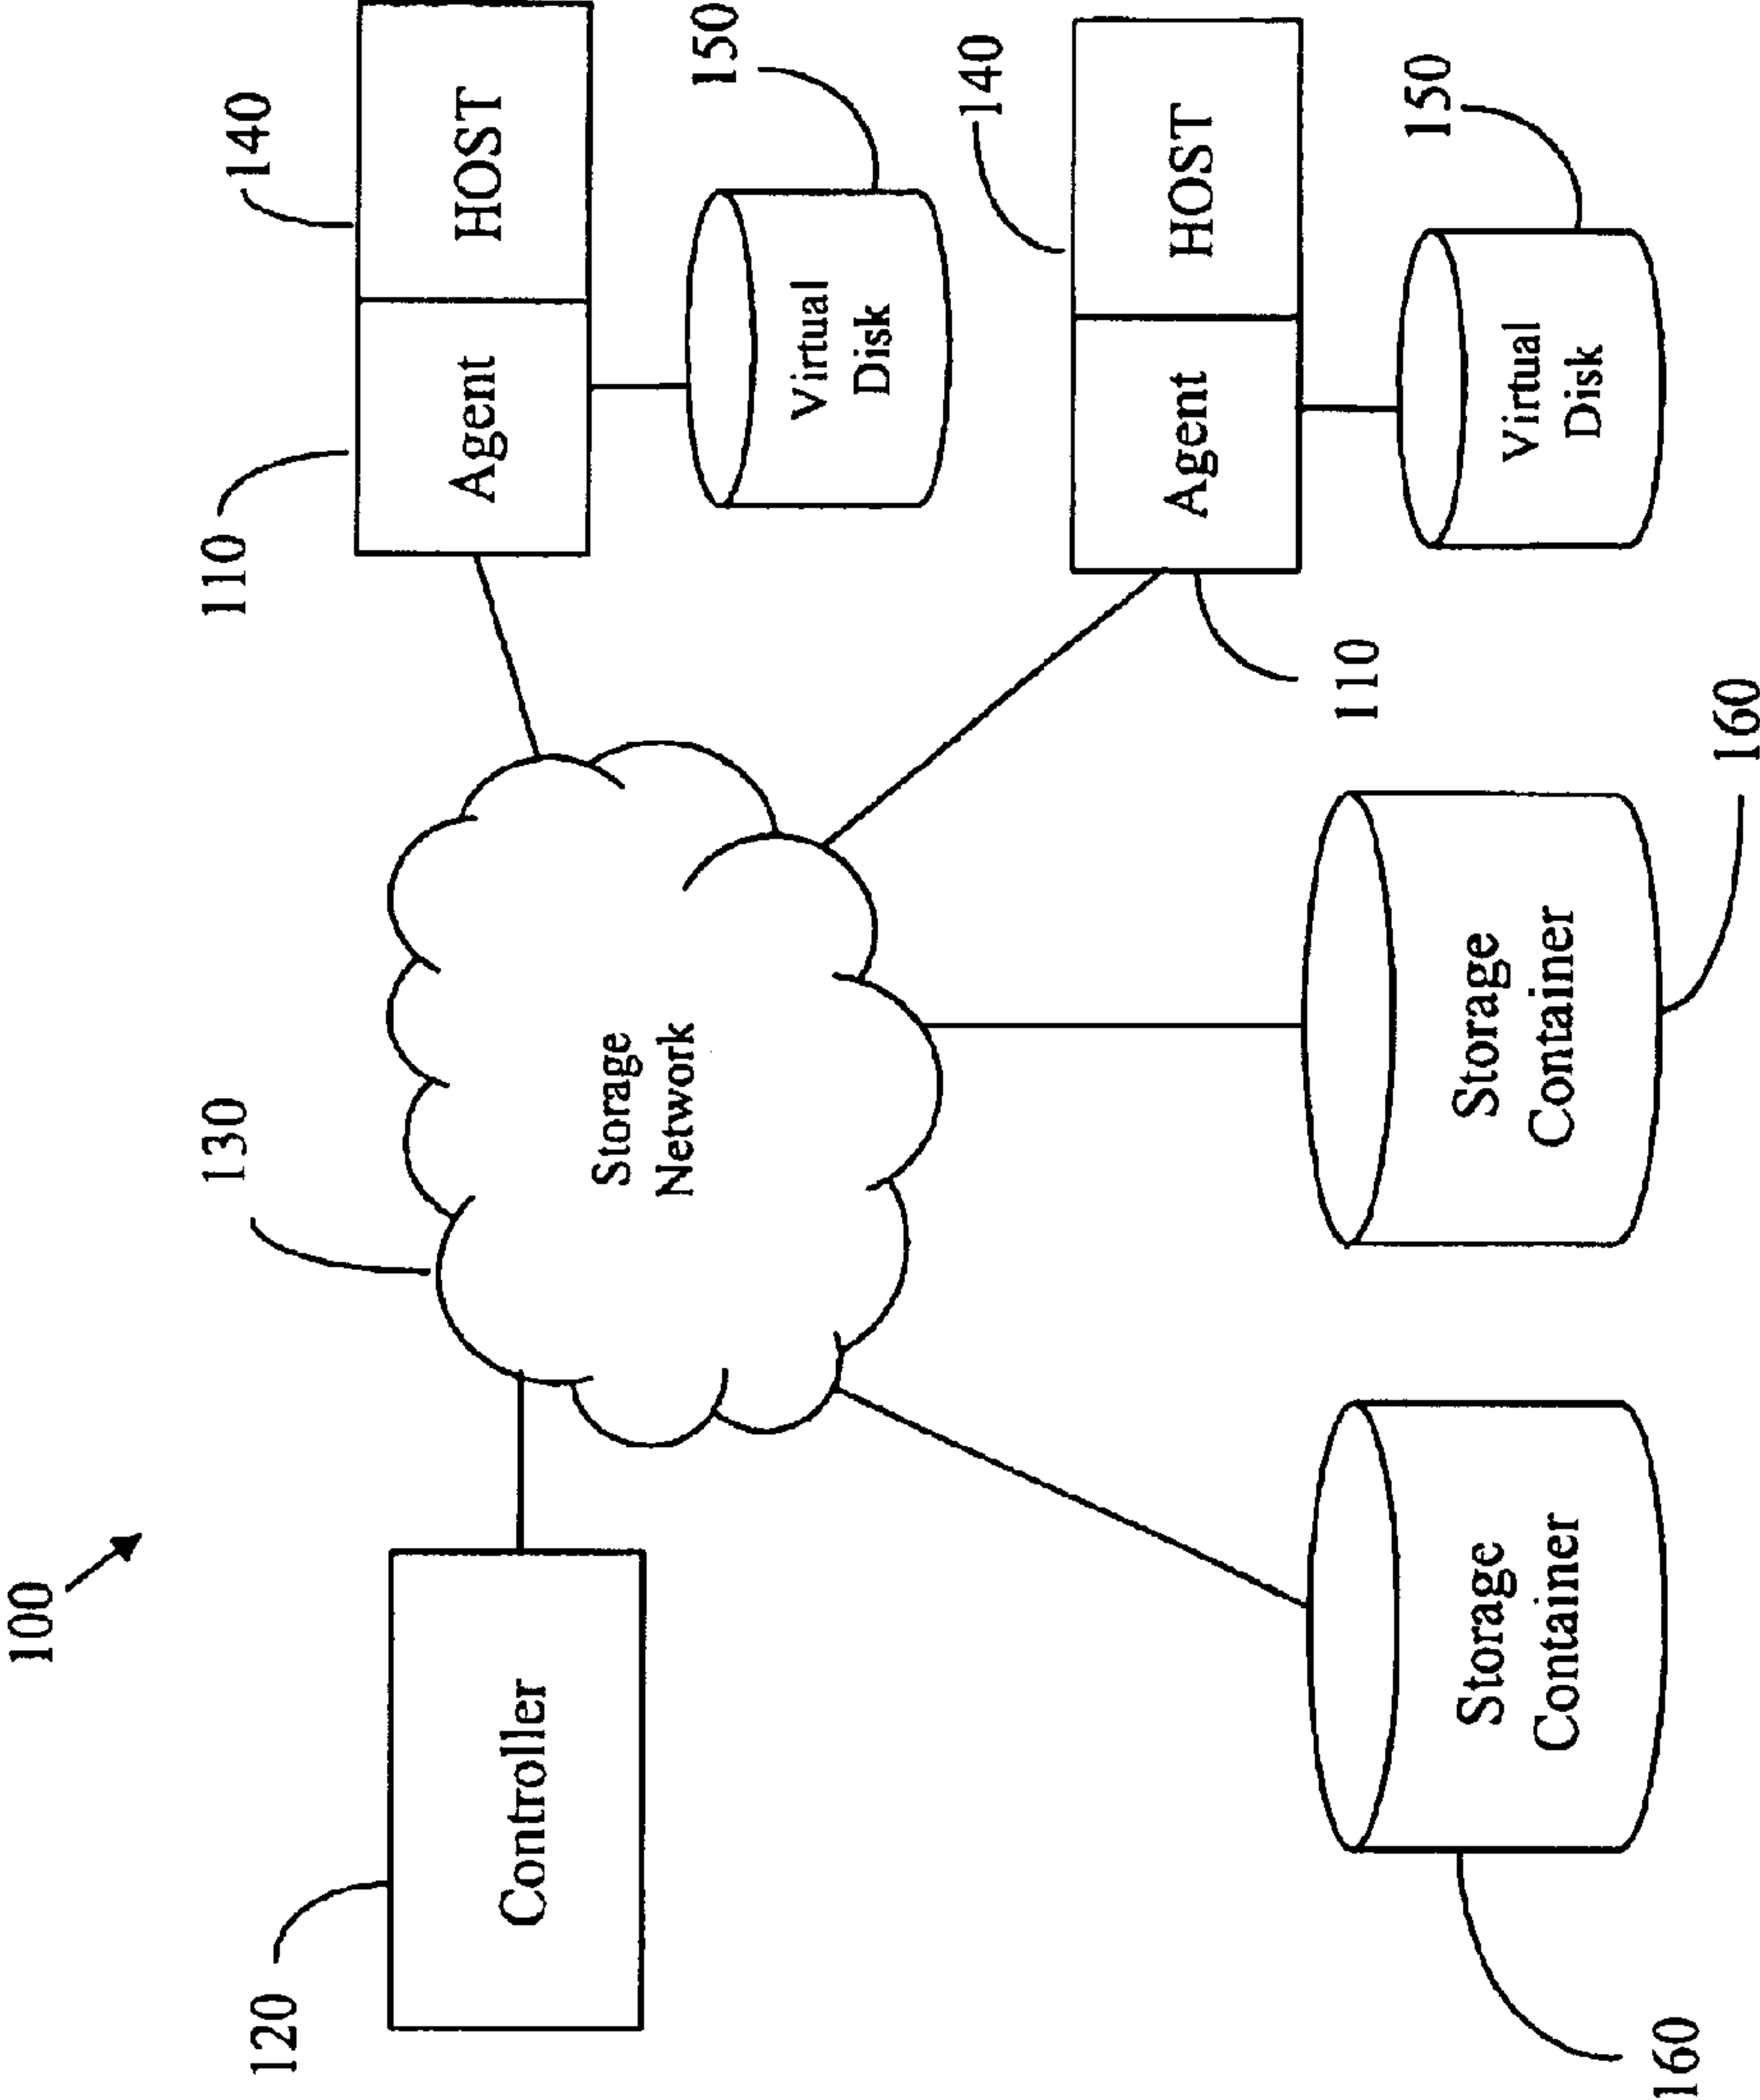 100
120
Controller
130
Storage
Network
110
140
Agent
HOST
150
Virtual
Disk
140
Agent
HOST
110
150
Virtual
Disk
Storage
Container
160
Storage
Container
160